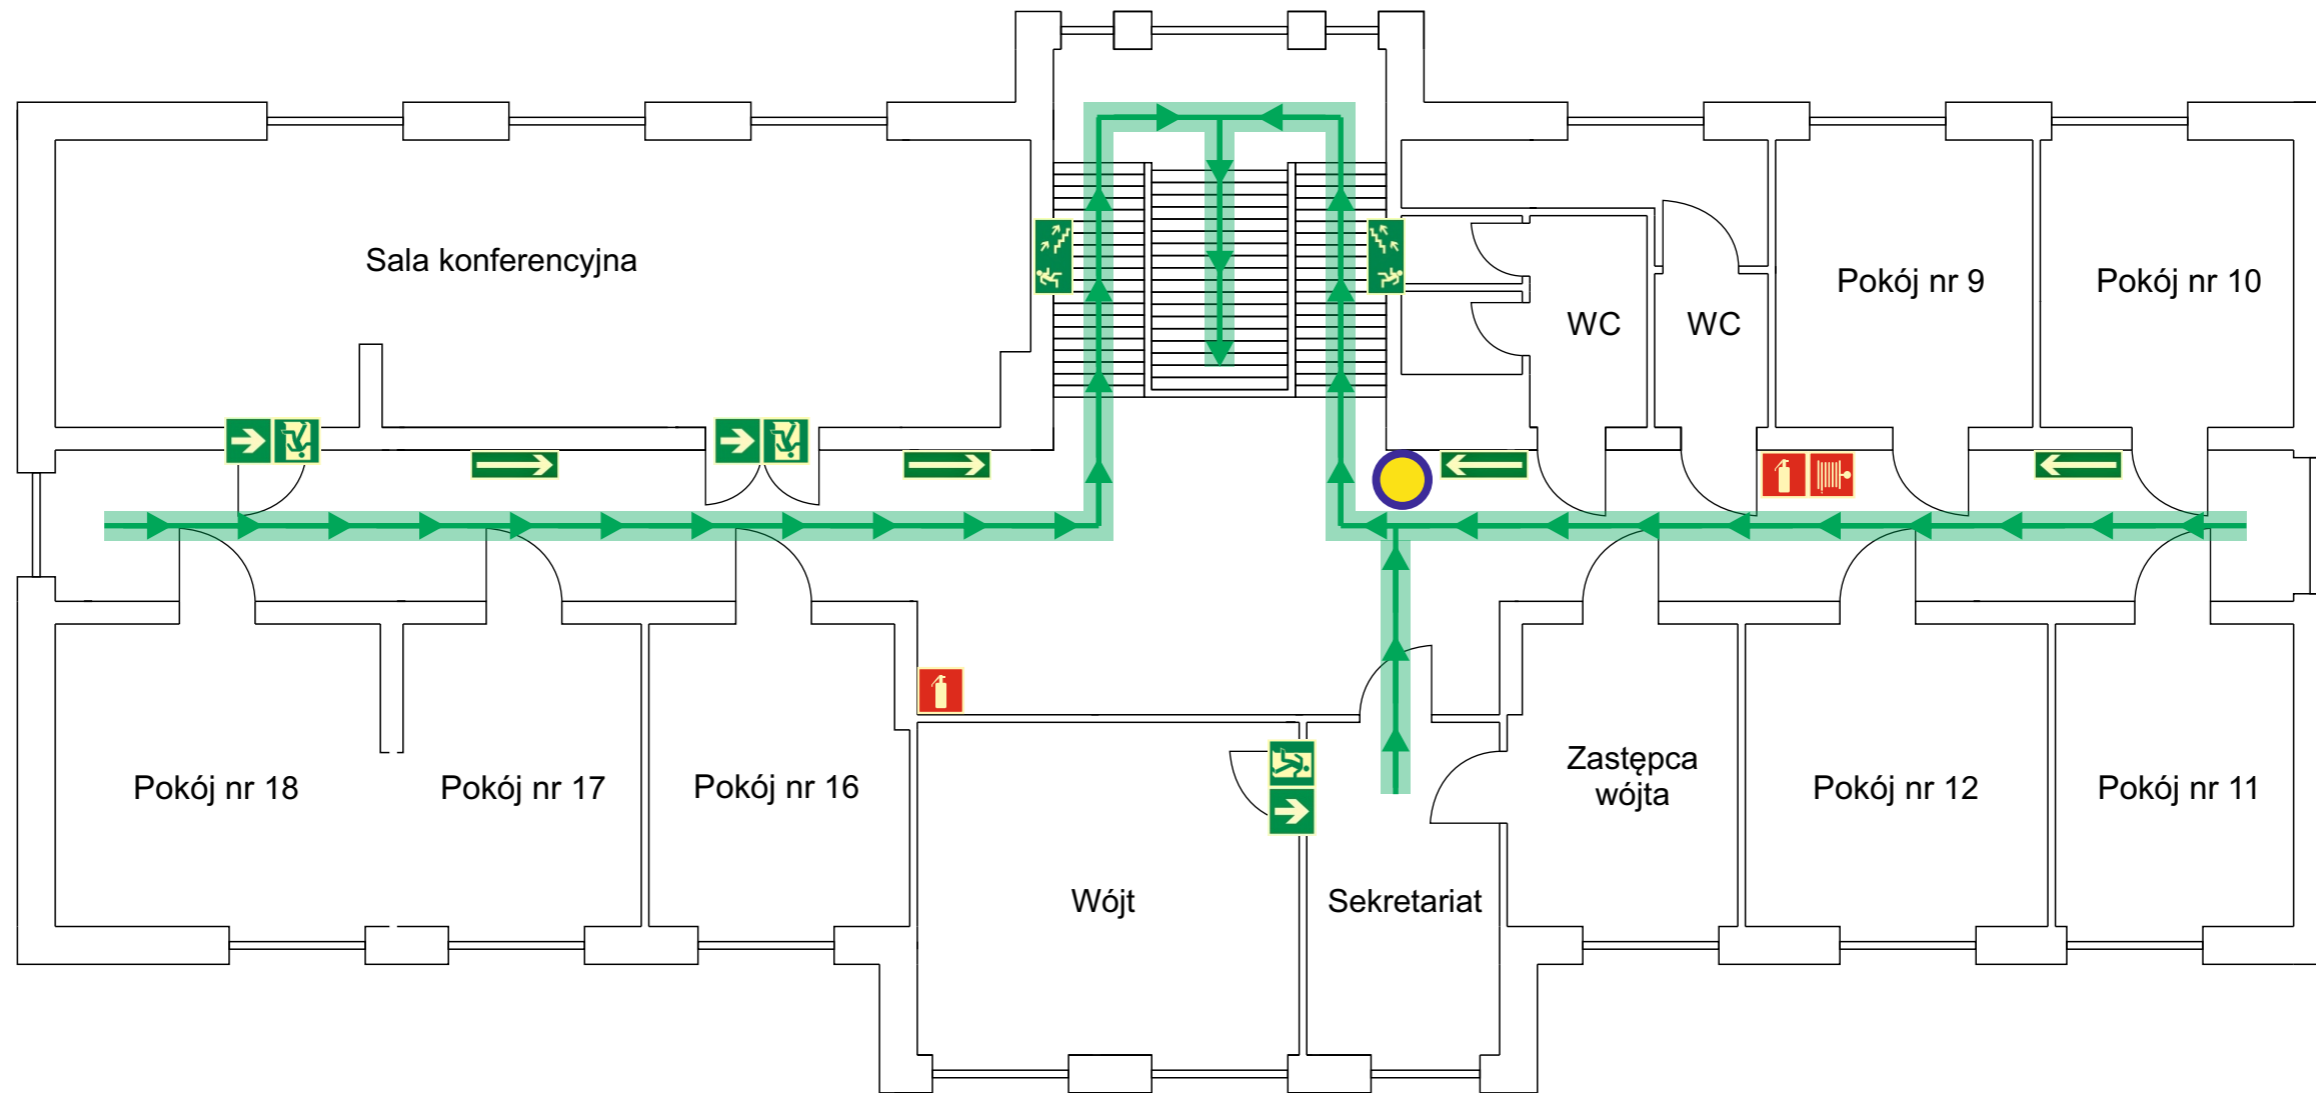 Sala konferencyjna
WC
WC
Pokój nr 9
Pokój nr 10
Pokój nr 18
Pokój nr 17
Pokój nr 16
Wójt
Sekretariat
Zastępca
wójta
Pokój nr 12
Pokój nr 11